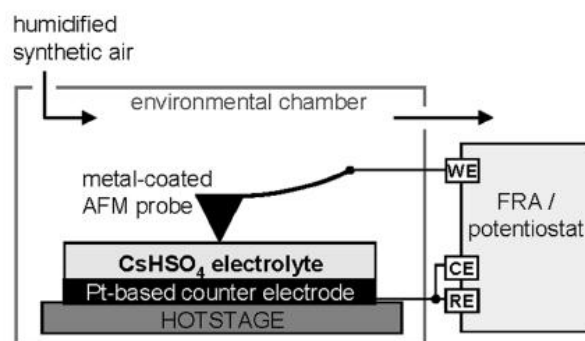 humidified
synthetic air
environmental chamber
metal-coated
AFM probe
WE
FRA /
potentiostat
CsHSO₄ electrolyte
CE
Pt-based counter electrode
RE
HOTSTAGE